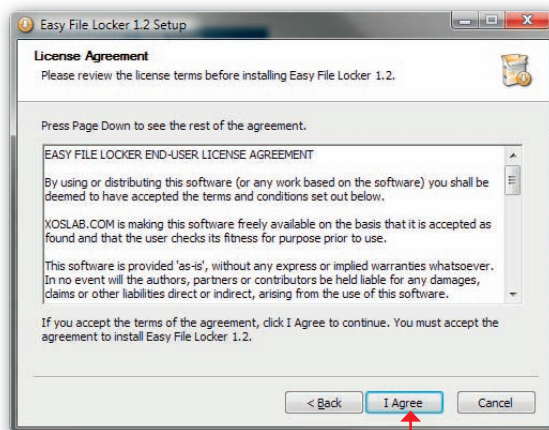 Easy File Locker 1.2 Setup
License Agreement
Please review the license terms before installing Easy File Locker 1.2.
Press Page Down to see the rest of the agreement.
EASY FILE LOCKER END-USER LICENSE AGREEMENT
By using or distributing this software (or any work based on the software) you shall be
deemed to have accepted the terms and conditions set out below.
XOSLAB.COM is making this software freely available on the basis that it is accepted as
found and that the user checks its fitness for purpose prior to use.
This software is provided 'as-is', without any express or implied warranties whatsoever.
In no event will the authors, partners or contributors be held liable for any damages,
claims or other liabilities direct or indirect, arising from the use of this software.
If you accept the terms of the agreement, click I Agree to continue. You must accept the
agreement to install Easy File Locker 1.2.
< Back I Agree Cancel